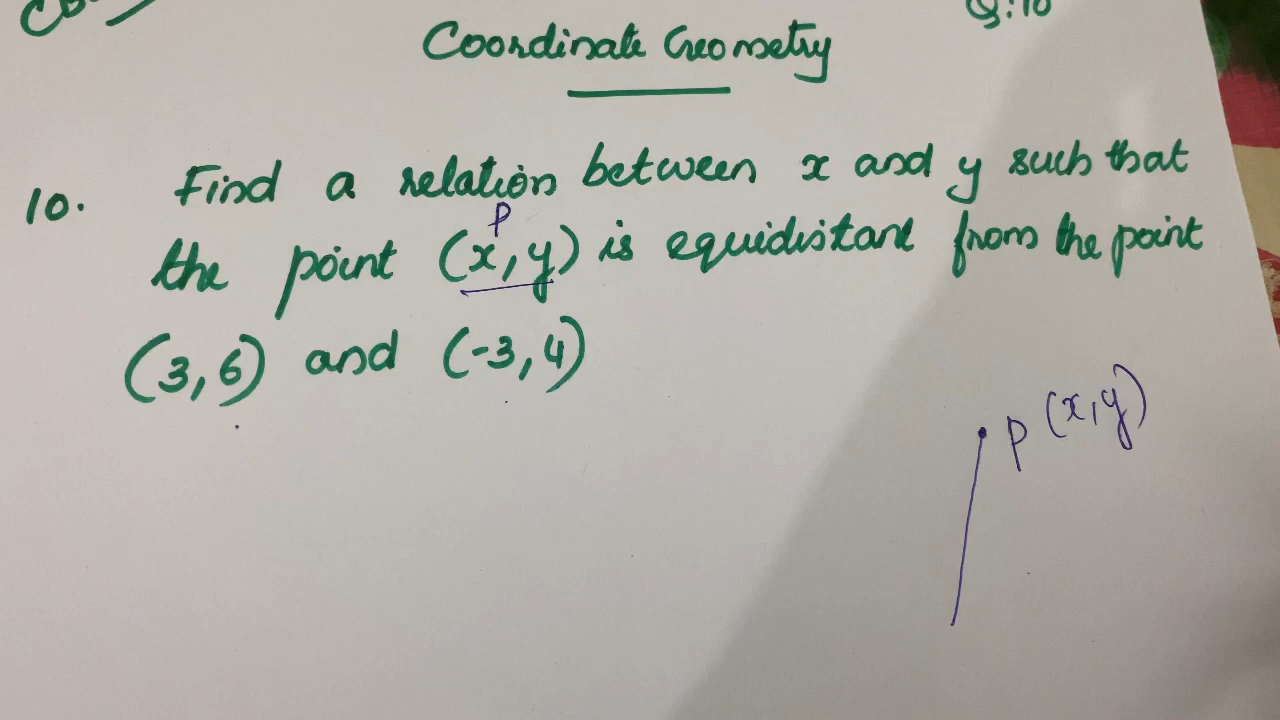 Q:10
Coordinate Geometry
10. Find a relation between x and y such that
P
the point (x,y) is equidistant from the point
(3,6) and (-3,4)
P (x,y)